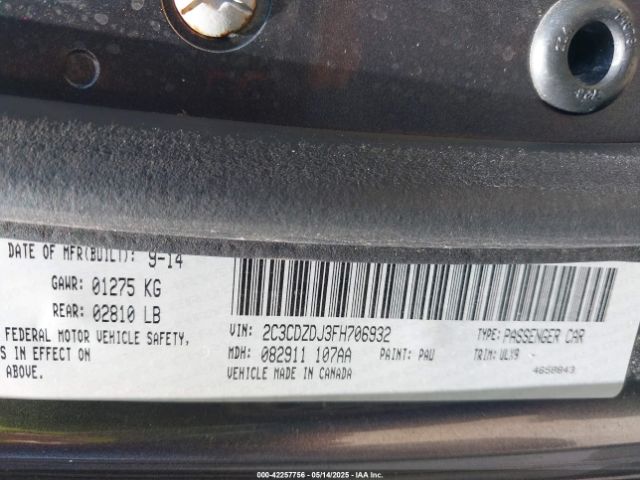 DATE OF MFR(BUILT): 9-14
GAWR: 01275 KG
REAR: 02810 LB
FEDERAL MOTOR VEHICLE SAFETY,
S IN EFFECT ON
ABOVE.
VIN: 2C3CDZDJ3FH706932
TYPE: PASSENGER CAR
MDH: 082911 107AA
PAINT: PAU
TRIM: ULX9 -
VEHICLE MADE IN CANADA
4658843
000-42257756 - 05/14/2025 - IAA Inc.